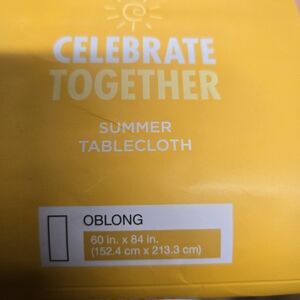 CELEBRATE
TOGETHER
SUMMER
TABLECLOTH
OBLONG
60 in. x 84 in.
(152.4 cm x 213.3 cm)